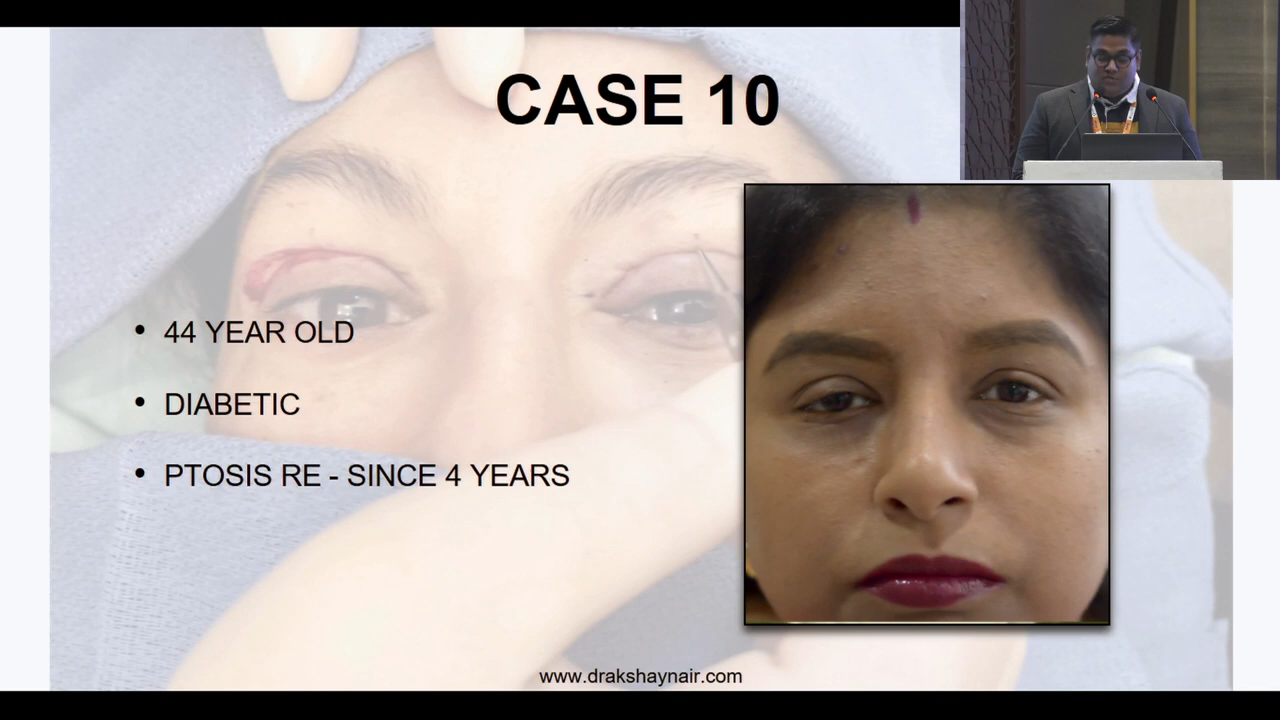 CASE 10
• 44 YEAR OLD
• DIABETIC
• PTOSIS RE - SINCE 4 YEARS
www.drakshaynair.com